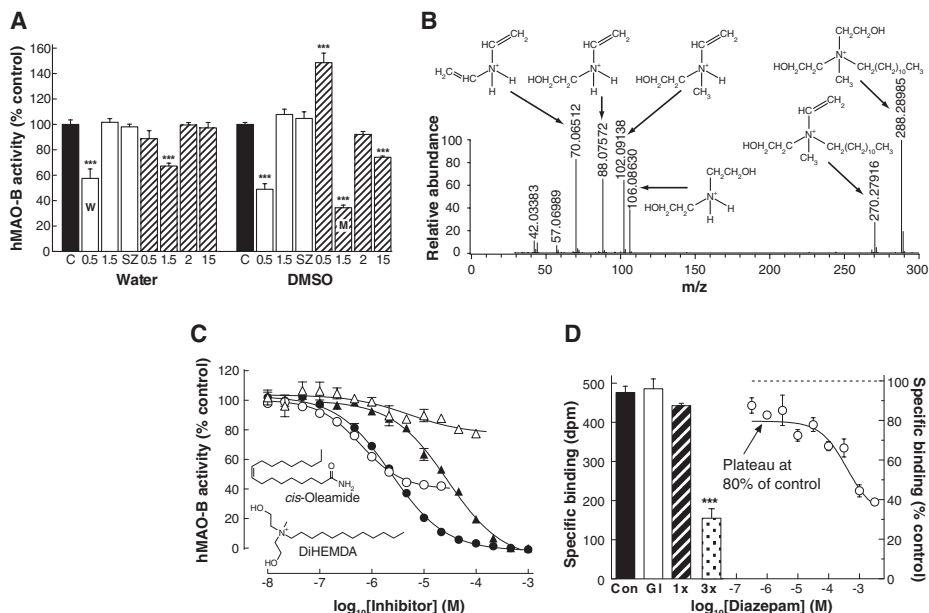 A
hMAO-B activity (% control)
160
140
120
100
80
60
40
20
0
***
W
***
***
***
***
M
***
C 0.5 1.5 SZ 0.5 1.5 2 15
C 0.5 1.5 SZ 0.5 1.5 2 15
Water
DMSO
B
HC CH2
H2C CH N+ H
H
HC CH2
HOH2CH2C N+ H
H
HC CH2
HOH2CH2C N+ H
CH3
CH2CH2OH
HOH2CH2C N+ CH2(CH2)10CH3
CH3
HC CH2
HOH2CH2C N+ CH2(CH2)10CH3
CH3
CH2CH2OH
HOH2CH2C N+ H
H
Relative abundance
100
80
60
40
20
0
42.03383
57.06989
70.06512
88.07572
102.09138
106.08630
270.27916
288.28985
0 50 100 150 200 250 300
m/z
C
hMAO-B activity (% control)
120
100
80
60
40
120
0
O
NH2
cis-Oleamide
HO
N+
HO
DiHEMDA
-8 -7 -6 -5 -4 -3
log10[Inhibitor] (M)
D
Specific binding (dpm)
500
400
300
200
100
0
***
Plateau at
80% of control
100
80
60
40
20
0
Specific binding (% control)
Con Gl 1x 3x -7 -6 -5 -4 -3
log10[Diazepam] (M)